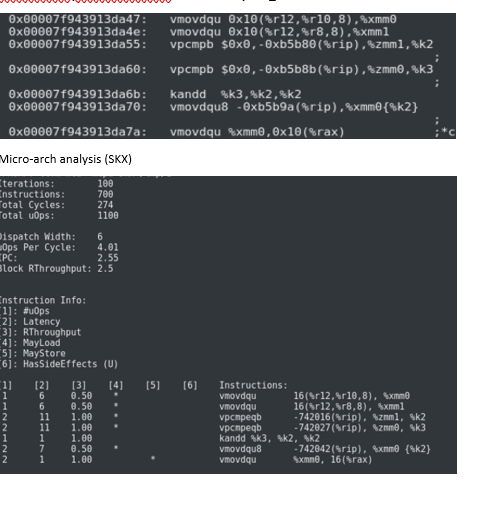 0x00007f943913da47: vmovdqu 0x10(%r12,%r10,8),%xmm0
0x00007f943913da4e: vmovdqu 0x10(%r12,%r8,8),%xmm1
0x00007f943913da55: vpcmpb $0x0,-0xb5b80(%rip),%zmm1,%k2
;
0x00007f943913da60: vpcmpb $0x0,-0xb5b8b(%rip),%zmm0,%k3
;
0x00007f943913da6b: kandd %k3,%k2,%k2
0x00007f943913da70: vmovdqu8 -0xb5b9a(%rip),%xmm0{%k2}
;
0x00007f943913da7a: vmovdqu %xmm0,0x10(%rax) ;*c
Micro-arch analysis (SKX)
Iterations: 100
Instructions: 700
Total Cycles: 274
Total uOps: 1100
Dispatch Width: 6
uOps Per Cycle: 4.01
IPC: 2.55
Block RThroughput: 2.5
Instruction Info:
[1]: #uOps
[2]: Latency
[3]: RThroughput
[4]: MayLoad
[5]: MayStore
[6]: HasSideEffects (U)
[1] [2] [3] [4] [5] [6] Instructions:
1 6 0.50 * vmovdqu 16(%r12,%r10,8), %xmm0
1 6 0.50 * vmovdqu 16(%r12,%r8,8), %xmm1
2 11 1.00 * vpcmpeqb -742016(%rip), %zmm1, %k2
2 11 1.00 * vpcmpeqb -742027(%rip), %zmm0, %k3
1 1 1.00 kandd %k3, %k2, %k2
2 7 0.50 * vmovdqu8 -742042(%rip), %xmm0 {%k2}
2 1 1.00 * vmovdqu %xmm0, 16(%rax)